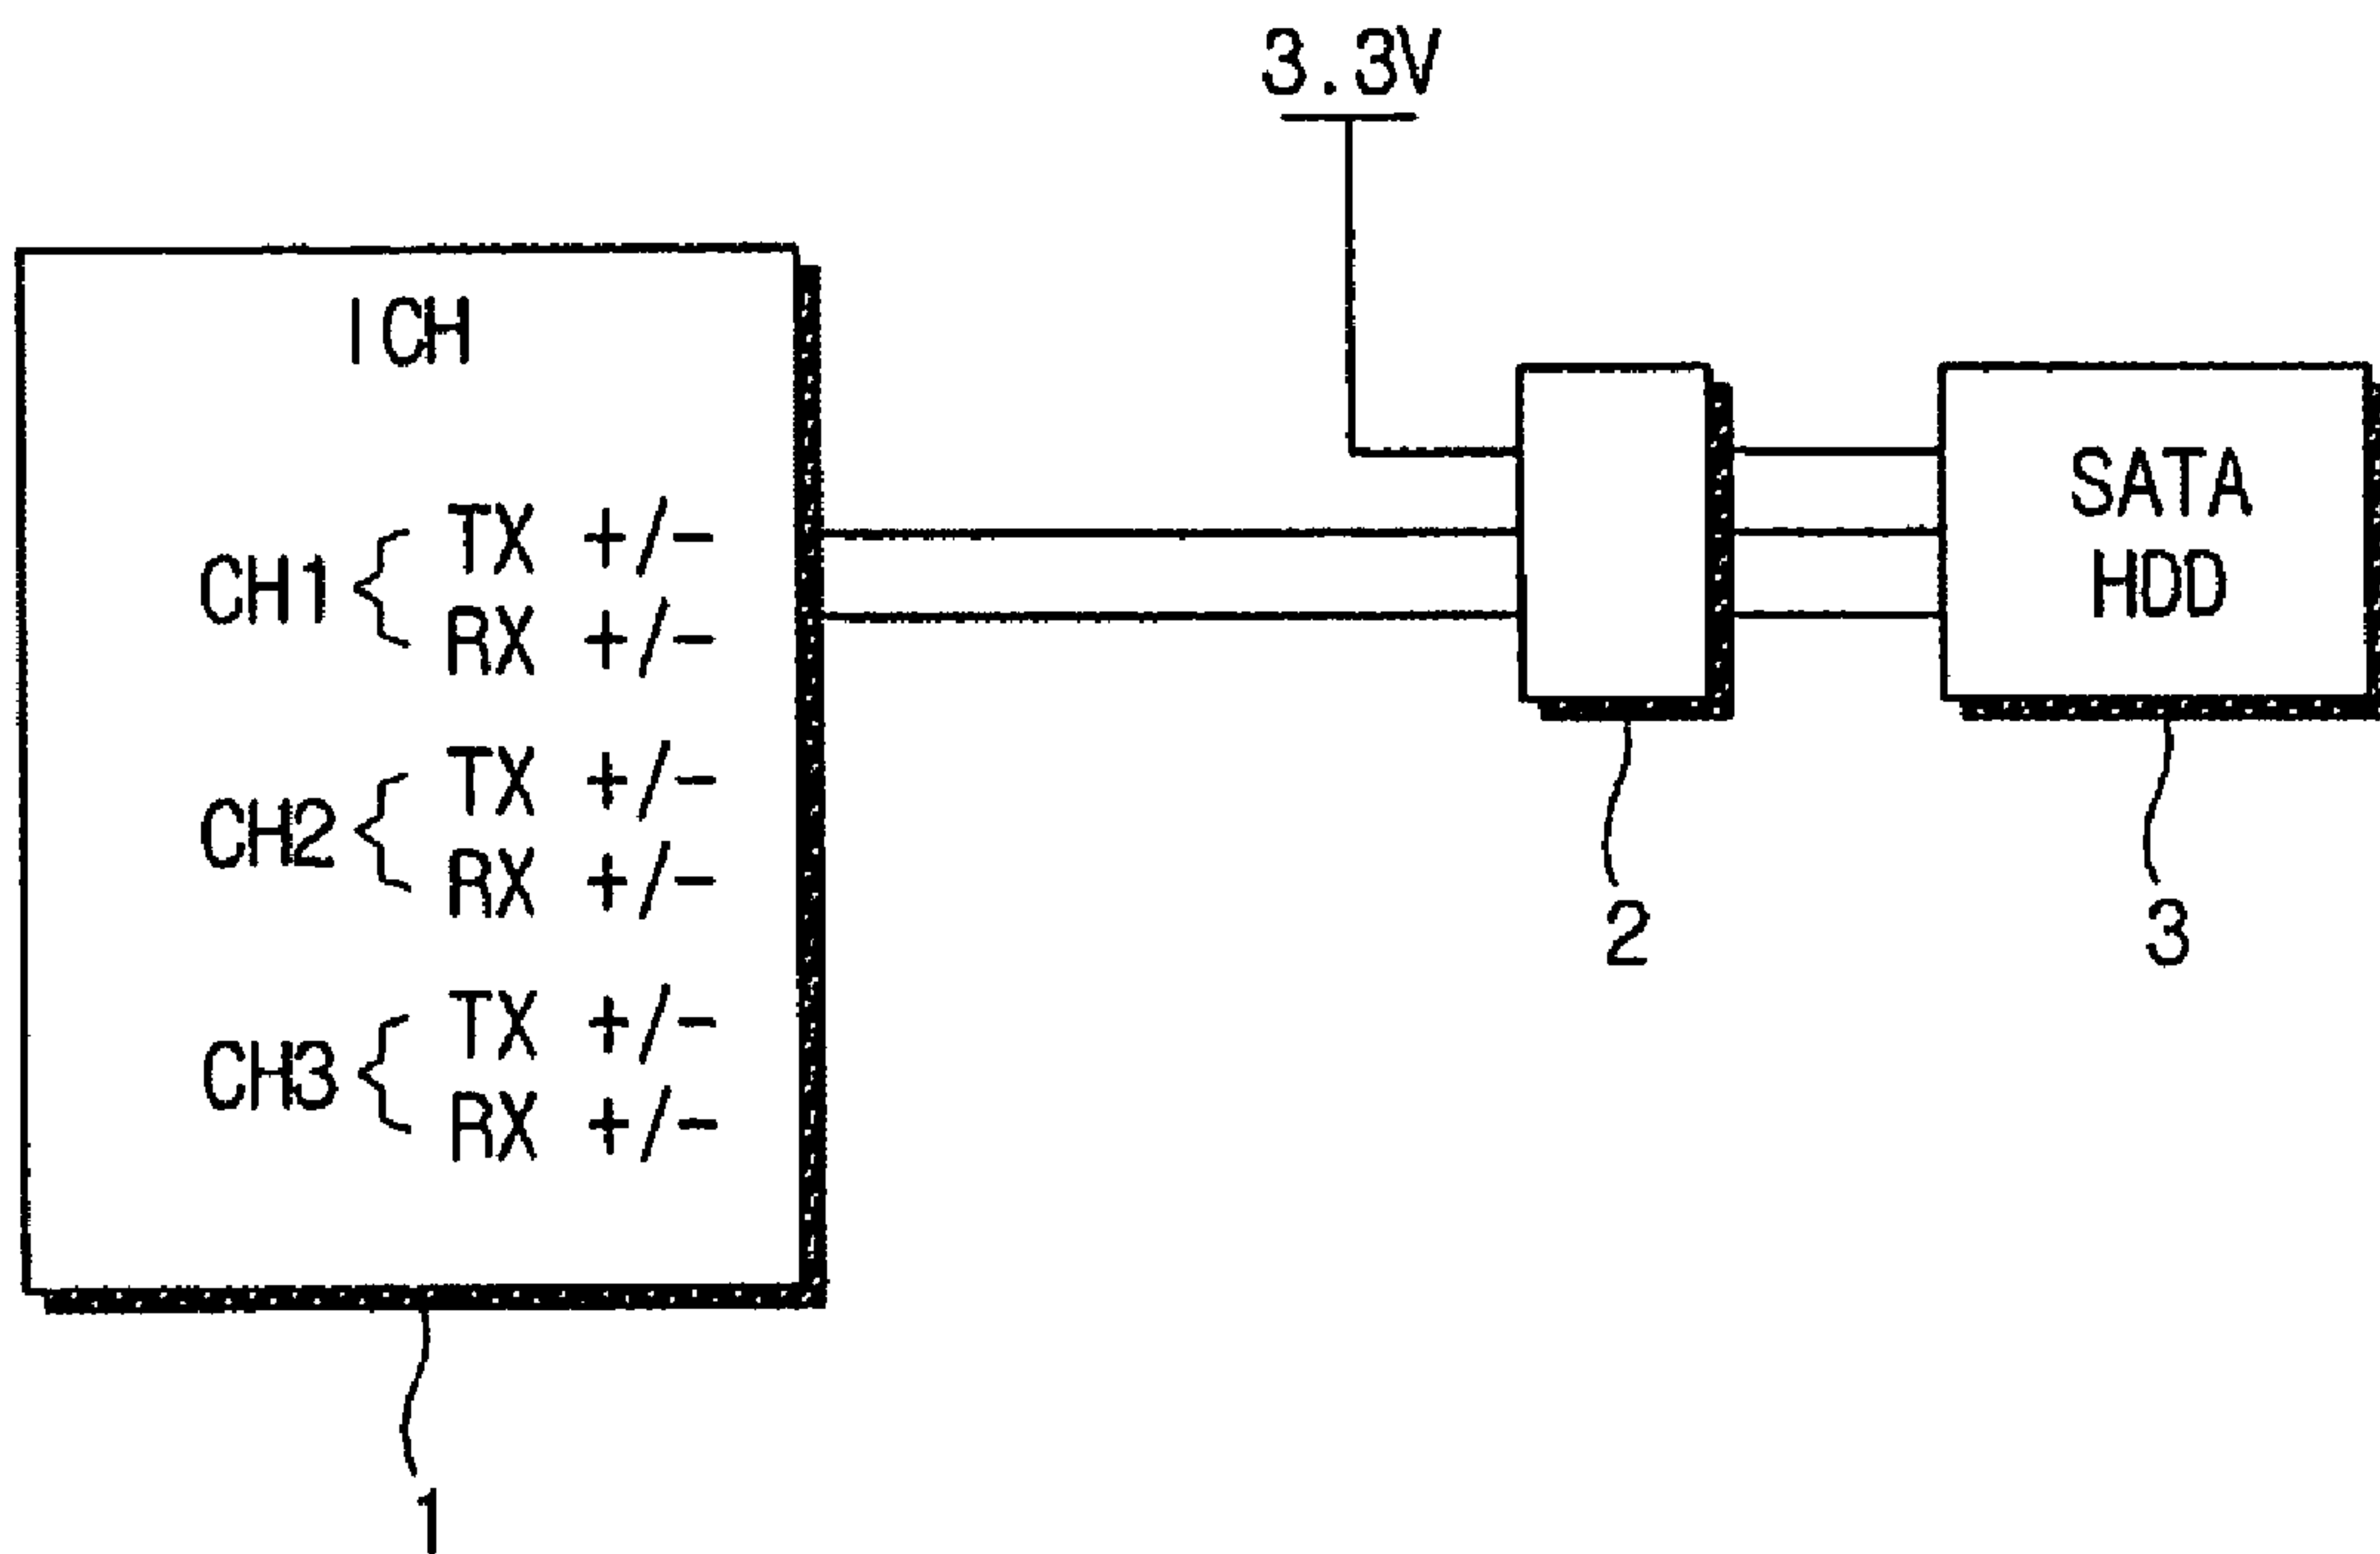 3.3V
ICH
CH1
TX +/-
RX +/-
CH2
TX +/-
RX +/-
CH3
TX +/-
RX +/-
SATA
HDD
2
3
1